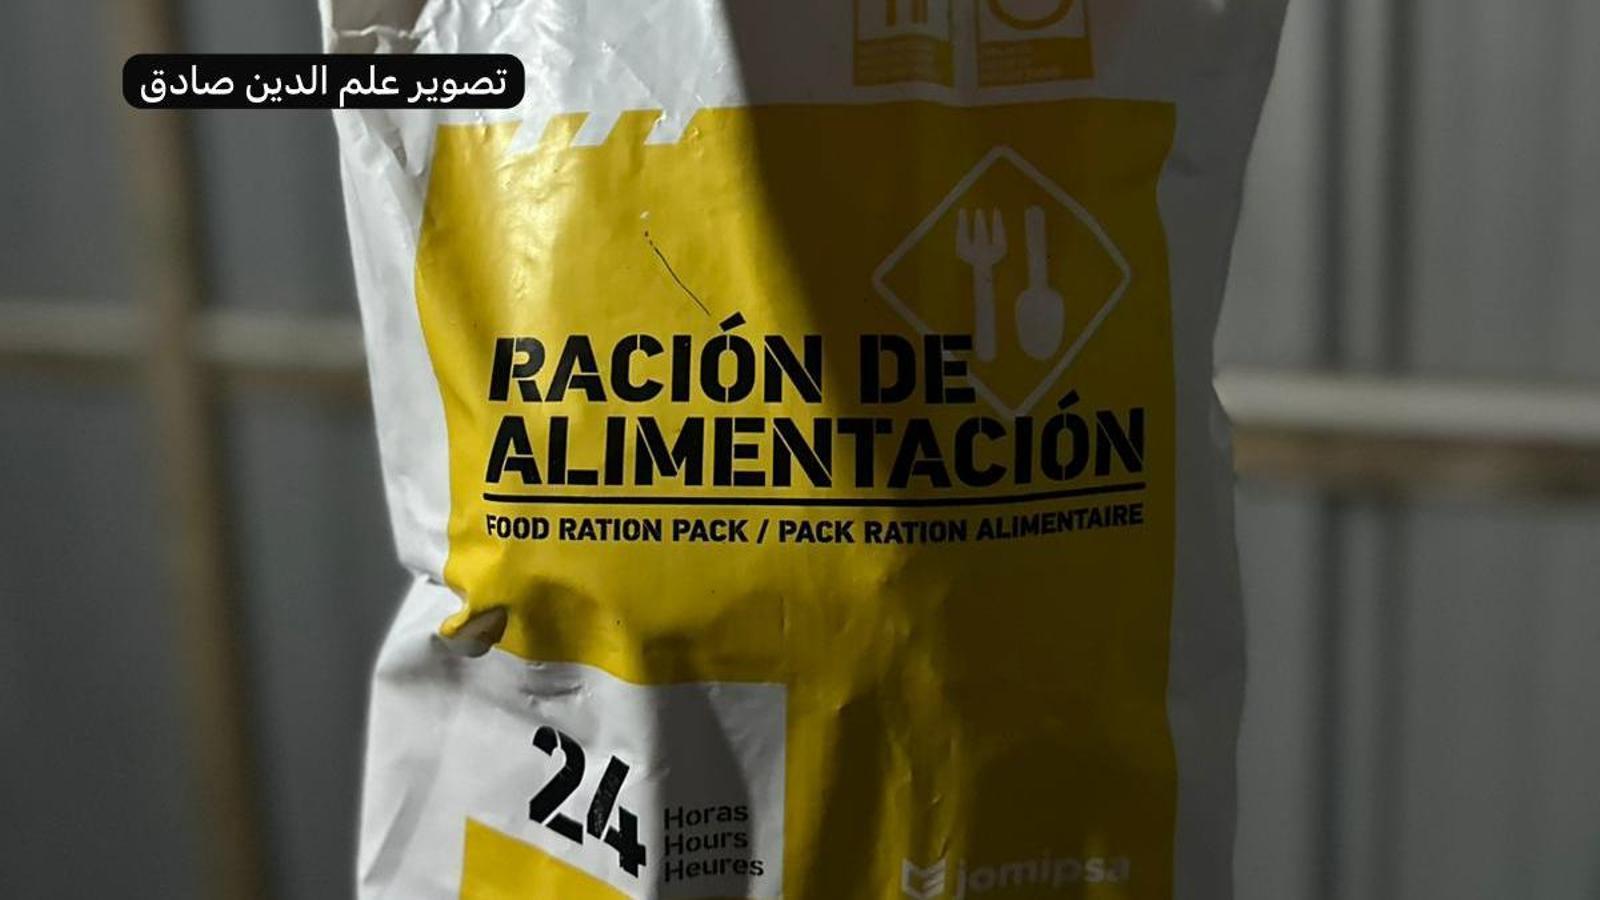 تصوير علم الدين صادق
RACIÓN DE
ALIMENTACIÓN
FOOD RATION PACK / PACK RATION ALIMENTAIRE
24
Horas
Hours
Heures
jomipsa